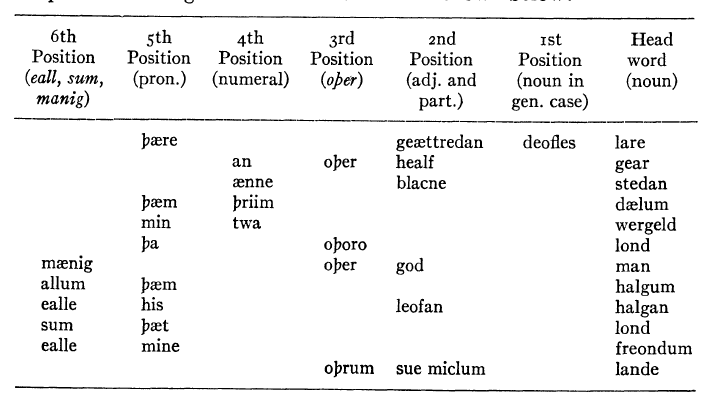 6th 5th 4th 3rd 2nd 1st Head
Position Position Position Position Position Position word
(eall, sum, (pron.) (numeral) (oþer) (adj. and (noun in (noun)
manig) part.) gen. case)
þære geættredan deofles lare
an oþer healf gear
ænne blacne stedan
þæm þriim dælum
min twa wergeld
þa oþoro lond
mænig oþer god man
allum þæm halgum
ealle his leofan halgan
sum þæt lond
ealle mine freondum
oþrum sue miclum lande